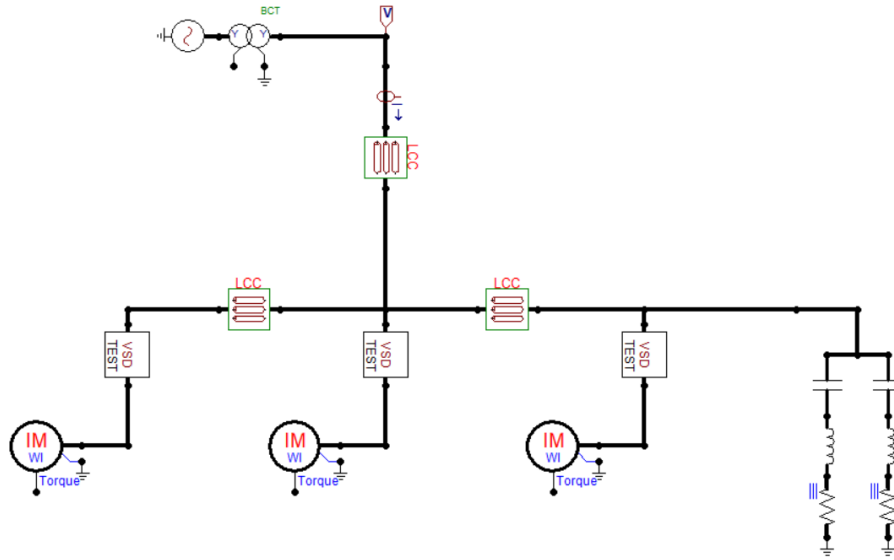 BCT
V
Y Y
I
LCC
LCC
LCC
VSD
TEST
VSD
TEST
VSD
TEST
IM
WI
Torque
IM
WI
Torque
IM
WI
Torque